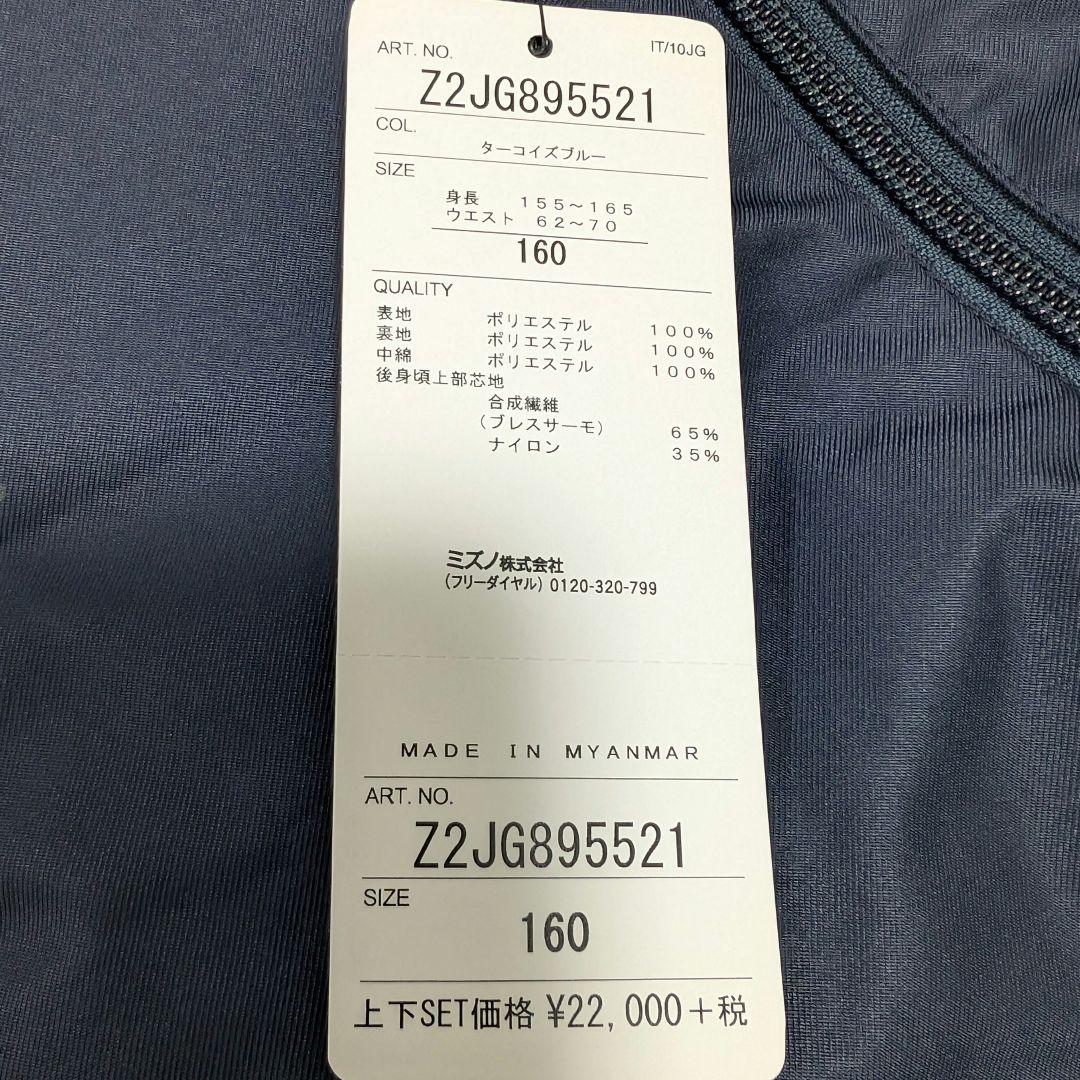 ART. NO.
IT/10JG
Z2JG895521
COL.
ターコイズブルー
SIZE
身長 155〜165
ウエスト 62〜70
160
QUALITY
表地 ポリエステル 100%
裏地 ポリエステル 100%
中綿 ポリエステル 100%
後身頃上部芯地
合成繊維
(ブレスサーモ) 65%
ナイロン 35%
ミズノ株式会社
(フリーダイヤル) 0120-320-799
MADE IN MYANMAR
ART. NO.
Z2JG895521
SIZE
160
上下SET価格 ¥22,000+税